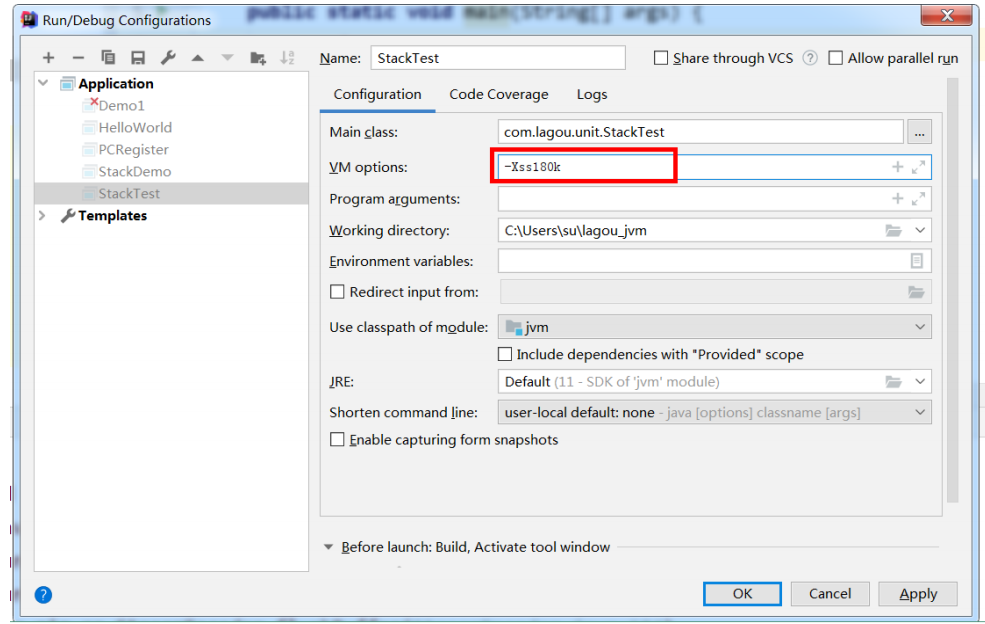 public static void main(String[] args) {
Run/Debug Configurations
Name: StackTest Share through VCS Allow parallel run
Application
Demo1
HelloWorld
PCRegister
StackDemo
StackTest
Templates
Configuration Code Coverage Logs
Main class: com.lagou.unit.StackTest ...
VM options: -Xss180k
Program arguments:
Working directory: C:\Users\su\lagou_jvm
Environment variables:
Redirect input from:
Use classpath of module: jvm
Include dependencies with "Provided" scope
JRE: Default (11 - SDK of 'jvm' module)
Shorten command line: user-local default: none - java [options] classname [args]
Enable capturing form snapshots
Before launch: Build, Activate tool window
OK Cancel Apply